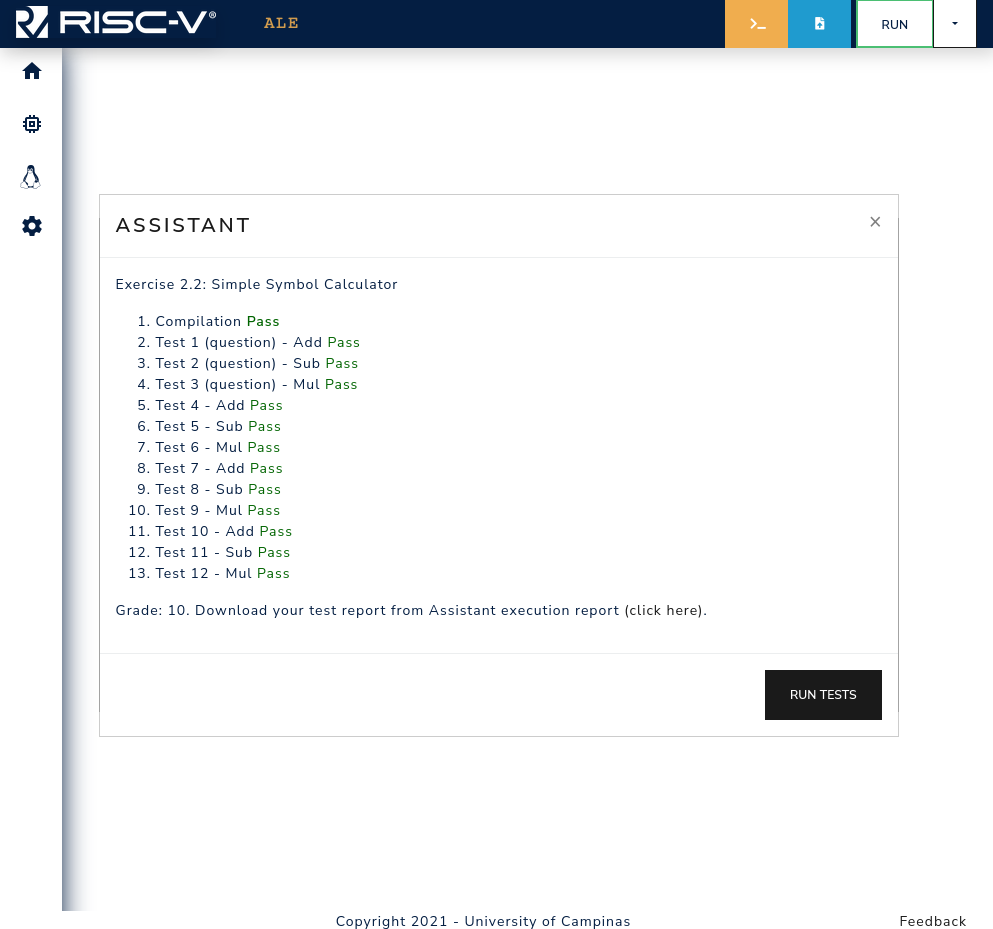 RISC-V®
ALE
RUN
ASSISTANT
×
Exercise 2.2: Simple Symbol Calculator
1. Compilation Pass
2. Test 1 (question) - Add Pass
3. Test 2 (question) - Sub Pass
4. Test 3 (question) - Mul Pass
5. Test 4 - Add Pass
6. Test 5 - Sub Pass
7. Test 6 - Mul Pass
8. Test 7 - Add Pass
9. Test 8 - Sub Pass
10. Test 9 - Mul Pass
11. Test 10 - Add Pass
12. Test 11 - Sub Pass
13. Test 12 - Mul Pass
Grade: 10. Download your test report from Assistant execution report (click here).
RUN TESTS
Copyright 2021 - University of Campinas
Feedback